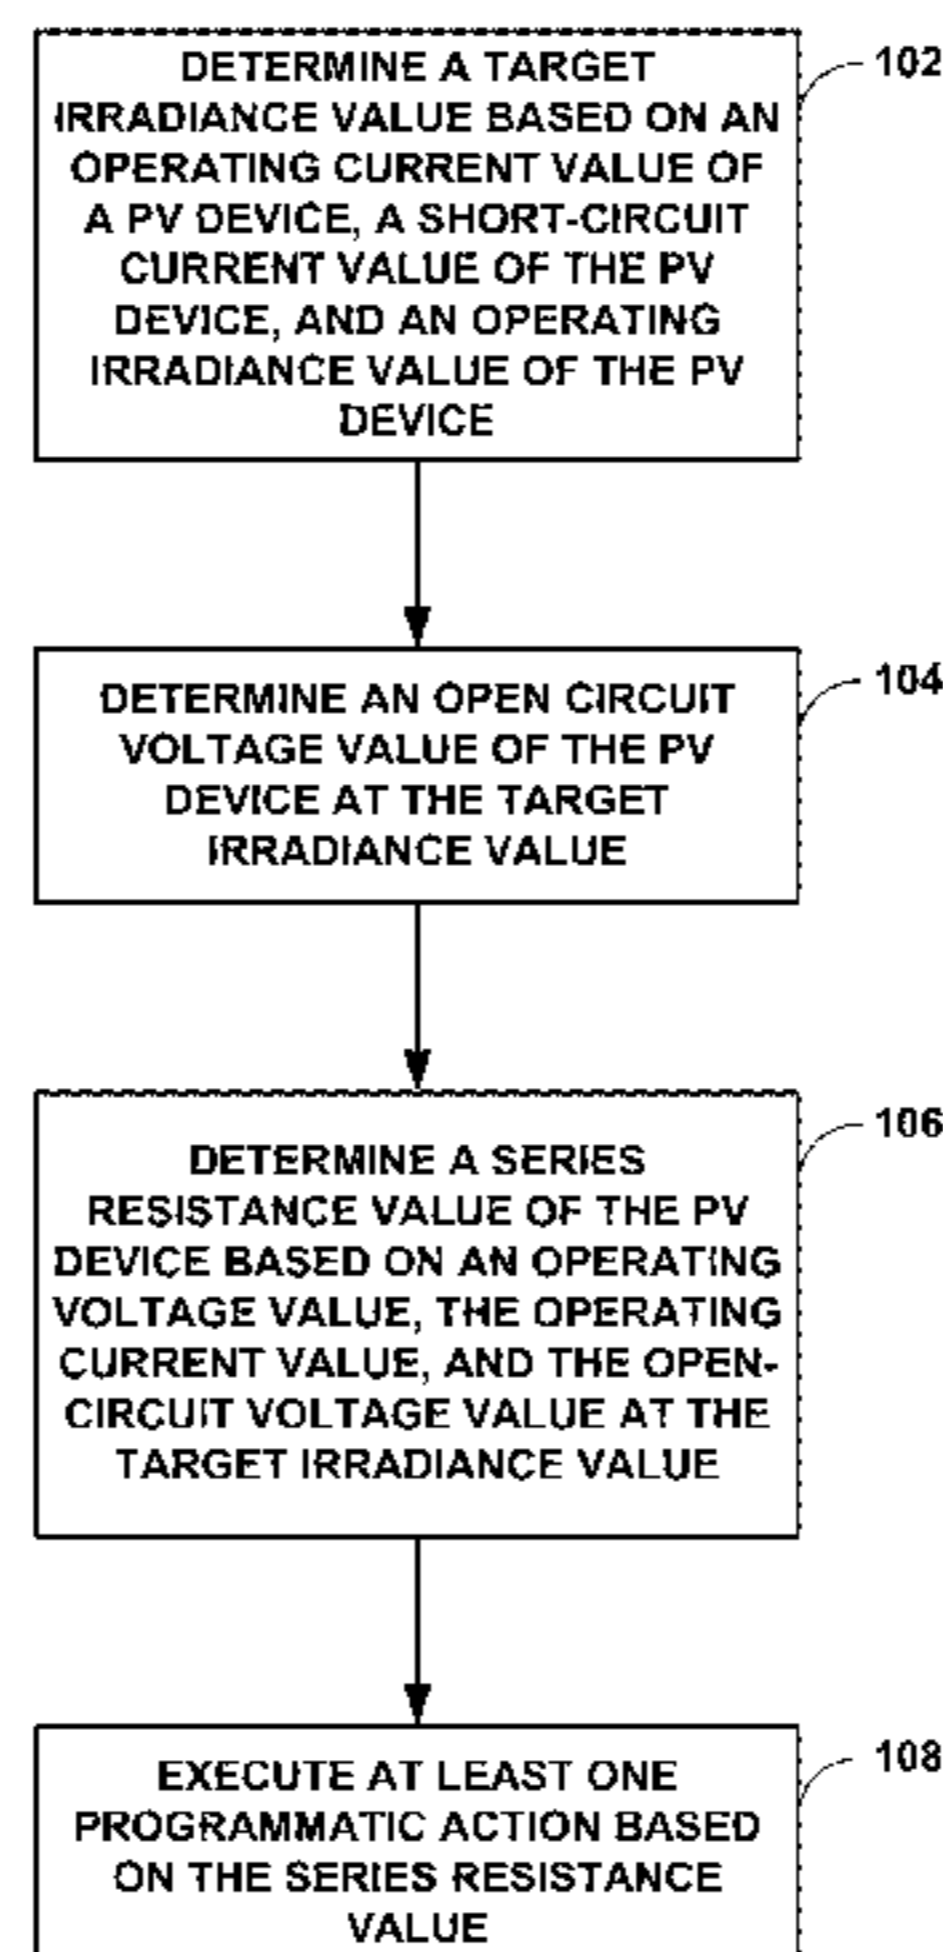 DETERMINE A TARGET
IRRADIANCE VALUE BASED ON AN
OPERATING CURRENT VALUE OF
A PV DEVICE, A SHORT-CIRCUIT
CURRENT VALUE OF THE PV
DEVICE, AND AN OPERATING
IRRADIANCE VALUE OF THE PV
DEVICE
102
DETERMINE AN OPEN CIRCUIT
VOLTAGE VALUE OF THE PV
DEVICE AT THE TARGET
IRRADIANCE VALUE
104
DETERMINE A SERIES
RESISTANCE VALUE OF THE PV
DEVICE BASED ON AN OPERATING
VOLTAGE VALUE, THE OPERATING
CURRENT VALUE, AND THE OPEN-
CIRCUIT VOLTAGE VALUE AT THE
TARGET IRRADIANCE VALUE
106
EXECUTE AT LEAST ONE
PROGRAMMATIC ACTION BASED
ON THE SERIES RESISTANCE
VALUE
108